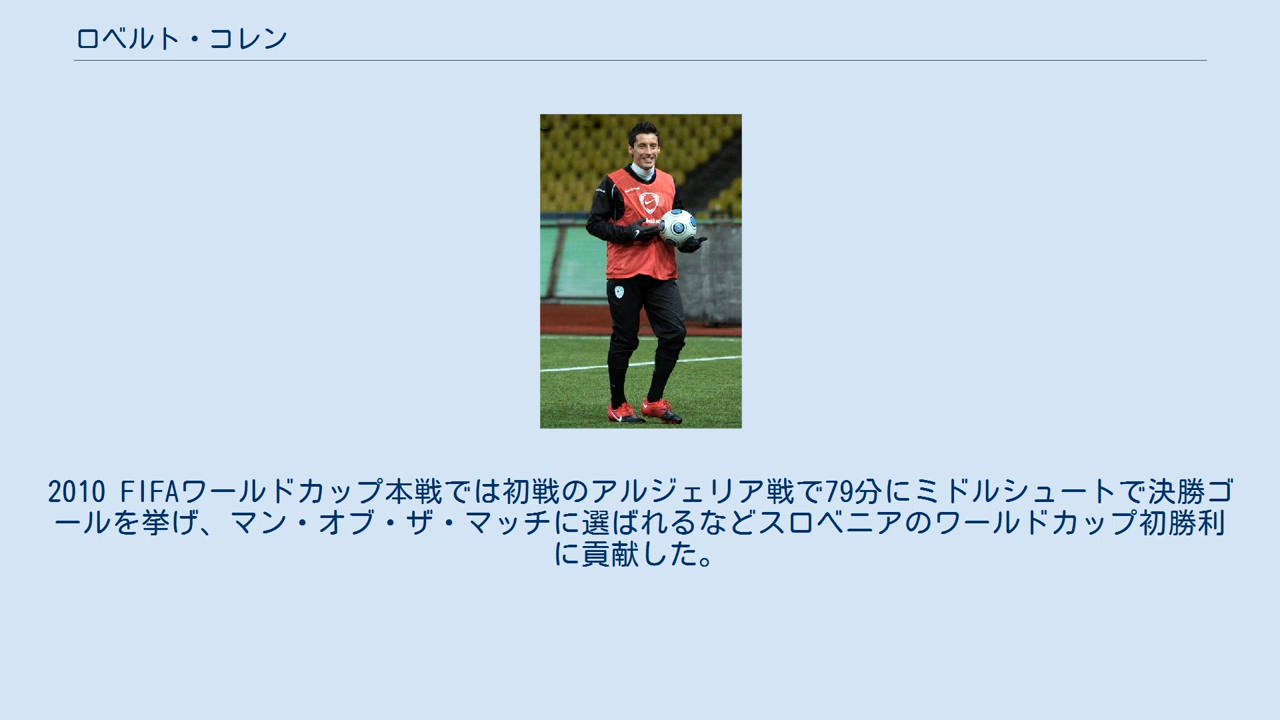 ロベルト・コレン
2010 FIFAワールドカップ本戦では初戦のアルジェリア戦で79分にミドルシュートで決勝ゴ
ールを挙げ、マン・オブ・ザ・マッチに選ばれるなどスロベニアのワールドカップ初勝利
に貢献した。